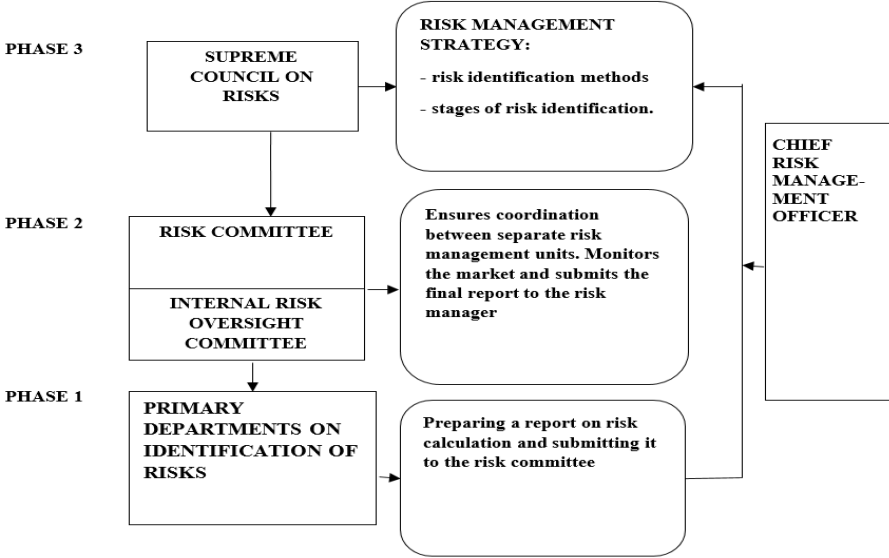 PHASE 3
SUPREME
COUNCIL ON
RISKS
RISK MANAGEMENT
STRATEGY:
- risk identification methods
- stages of risk identification.
CHIEF
RISK
MANAGE-
MENT
OFFICER
PHASE 2
RISK COMMITTEE
INTERNAL RISK
OVERSIGHT
COMMITTEE
Ensures coordination
between separate risk
management units. Monitors
the market and submits the
final report to the risk
manager
PHASE 1
PRIMARY
DEPARTMENTS ON
IDENTIFICATION OF
RISKS
Preparing a report on risk
calculation and submitting it
to the risk committee